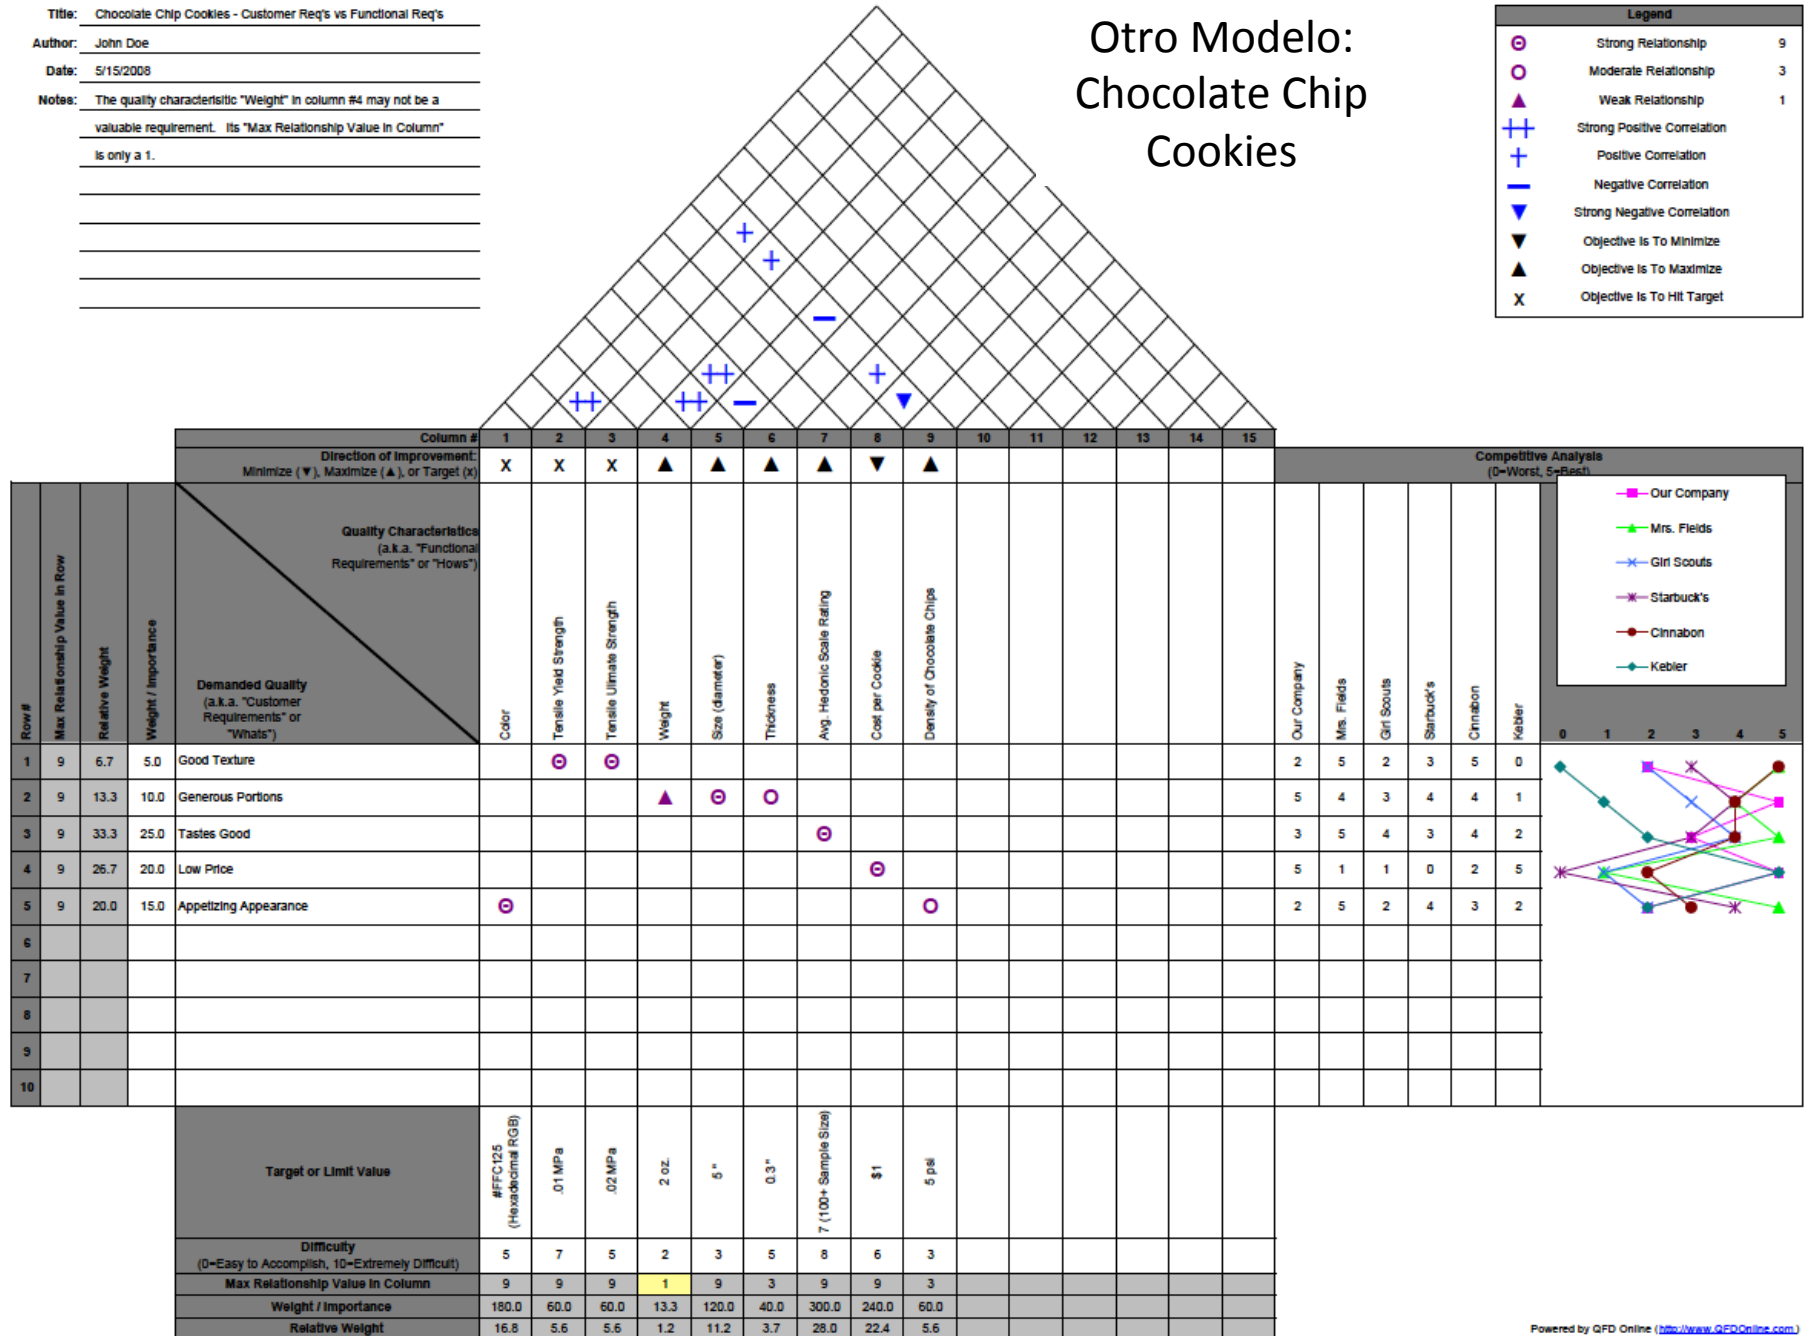 Title: Chocolate Chip Cookies - Customer Req's vs Functional Req's
Author: John Doe
Date: 5/15/2008
Notes: The quality characterisitic "Weight" in column #4 may not be a
valuable requirement. Its "Max Relationship Value in Column"
is only a 1.
Otro Modelo:
Chocolate Chip
Cookies
Legend
Strong Relationship 9
Moderate Relationship 3
Weak Relationship 1
Strong Positive Correlation
Positive Correlation
Negative Correlation
Strong Negative Correlation
Objective Is To Minimize
Objective Is To Maximize
X Objective Is To Hit Target
Column # 1 2 3 4 5 6 7 8 9 10 11 12 13 14 15
Direction of Improvement:
Minimize (▼), Maximize (▲), or Target (x)
X X X ▲ ▲ ▲ ▲ ▼ ▲
Competitive Analysis
(0=Worst, 5=Best)
Row #
Max Relationship Value in Row
Relative Weight
Weight / Importance
Quality Characteristics
(a.k.a. "Functional
Requirements" or "Hows")
Demanded Quality
(a.k.a. "Customer
Requirements" or
"Whats")
Color
Tensile Yield Strength
Tensile Ulimate Strength
Weight
Size (diameter)
Thickness
Avg. Hedonic Scale Rating
Cost per Cookie
Density of Chocolate Chips
Our Company
Mrs. Fields
Girl Scouts
Starbuck's
Cinnabon
Kebler
Our Company
Mrs. Fields
Girl Scouts
Starbuck's
Cinnabon
Kebler
0 1 2 3 4 5
1 9 6.7 5.0 Good Texture 2 5 2 3 5 0
2 9 13.3 10.0 Generous Portions 5 4 3 4 4 1
3 9 33.3 25.0 Tastes Good 3 5 4 3 4 2
4 9 26.7 20.0 Low Price 5 1 1 0 2 5
5 9 20.0 15.0 Appetizing Appearance 2 5 2 4 3 2
6
7
8
9
10
Target or Limit Value
#FFC125
(Hexadecimal RGB)
.01 MPa
.02 MPa
2 oz.
5 "
0.3 "
7 (100+ Sample Size)
$1
5 psi
Difficulty
(0=Easy to Accomplish, 10=Extremely Difficult)
5 7 5 2 3 5 8 6 3
Max Relationship Value in Column 9 9 9 1 9 3 9 9 3
Weight / Importance 180.0 60.0 60.0 13.3 120.0 40.0 300.0 240.0 60.0
Relative Weight 16.8 5.6 5.6 1.2 11.2 3.7 28.0 22.4 5.6
Powered by QFD Online (http://www.QFDOnline.com)